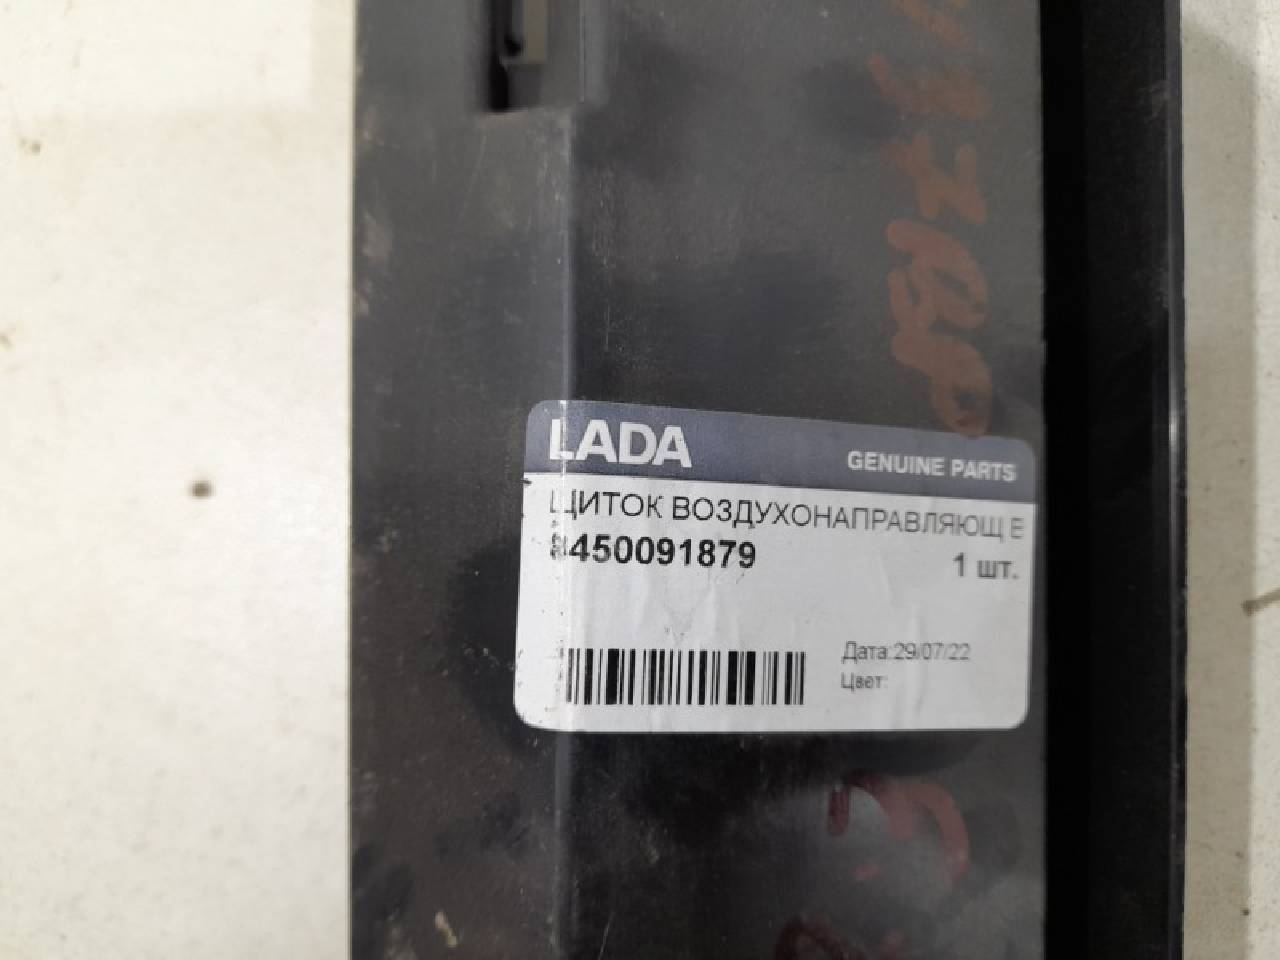 LADA
GENUINE PARTS
ЩИТОК ВОЗДУХОНАПРАВЛЯЮЩ В
8450091879
1 шт.
Дата:29/07/22
Цвет: